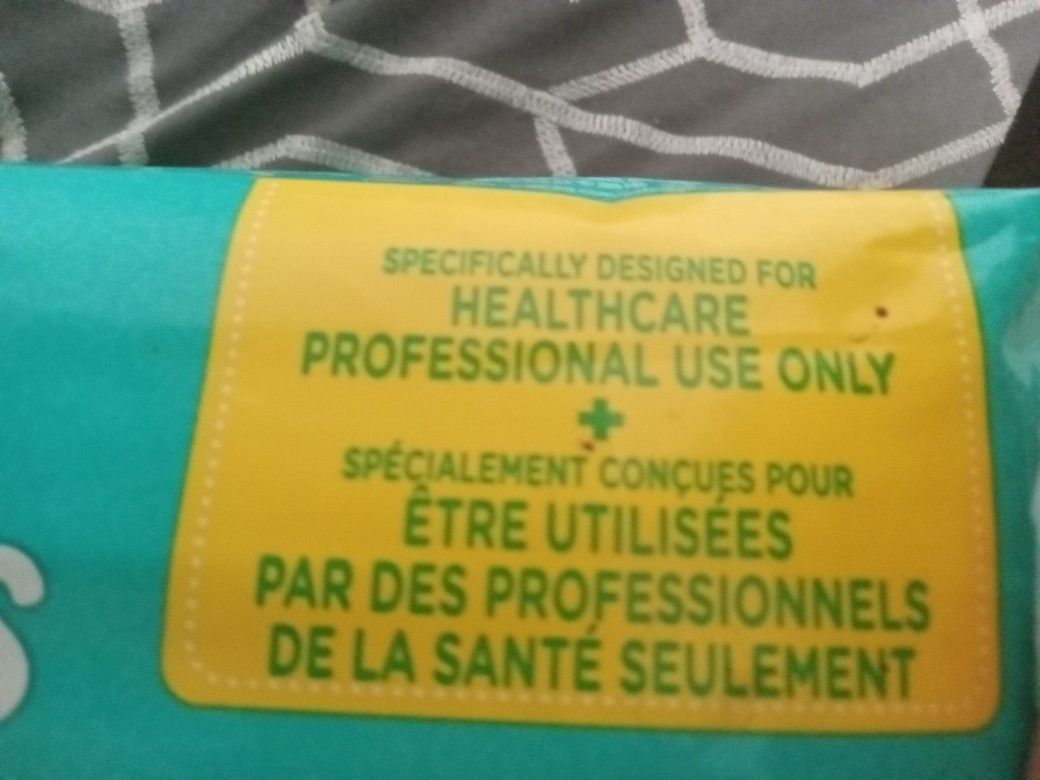 SPECIFICALLY DESIGNED FOR
HEALTHCARE
PROFESSIONAL USE ONLY
SPÉCIALEMENT CONÇUES POUR
ÊTRE UTILISÉES
PAR DES PROFESSIONNELS
DE LA SANTÉ SEULEMENT